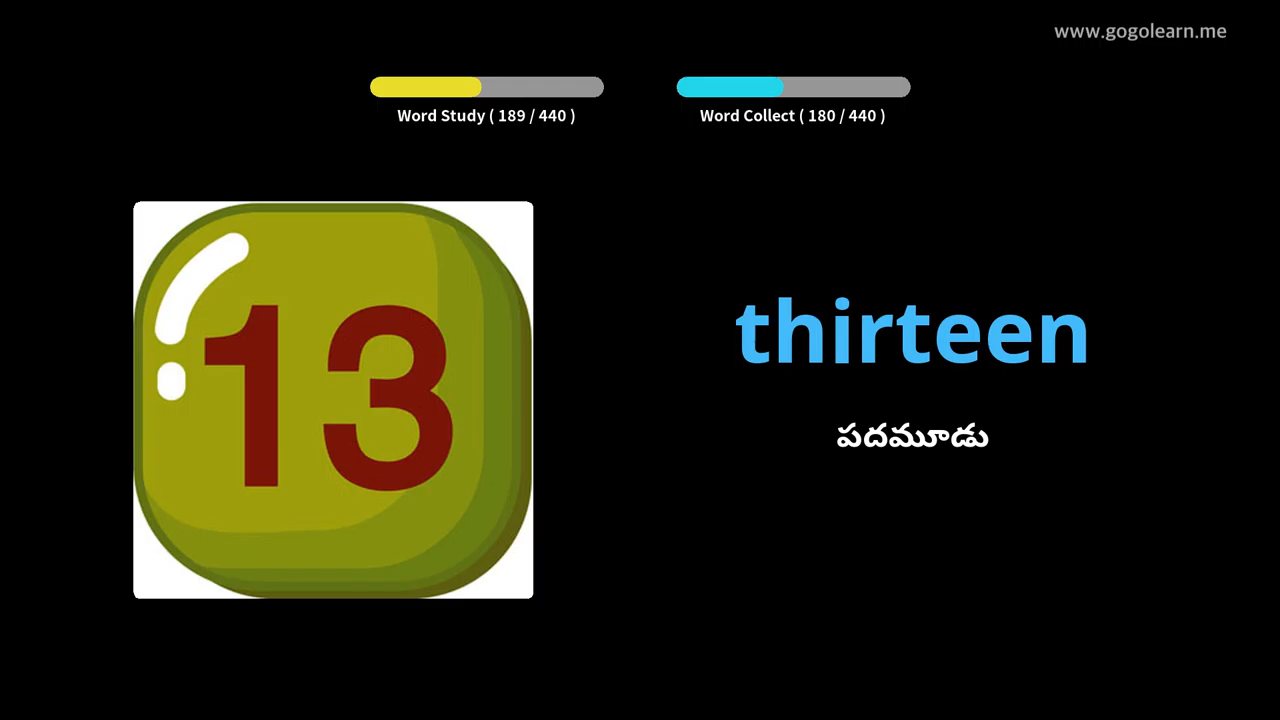 www.gogolearn.me
Word Study ( 189 / 440 )
Word Collect ( 180 / 440 )
13
thirteen
పదమూడు